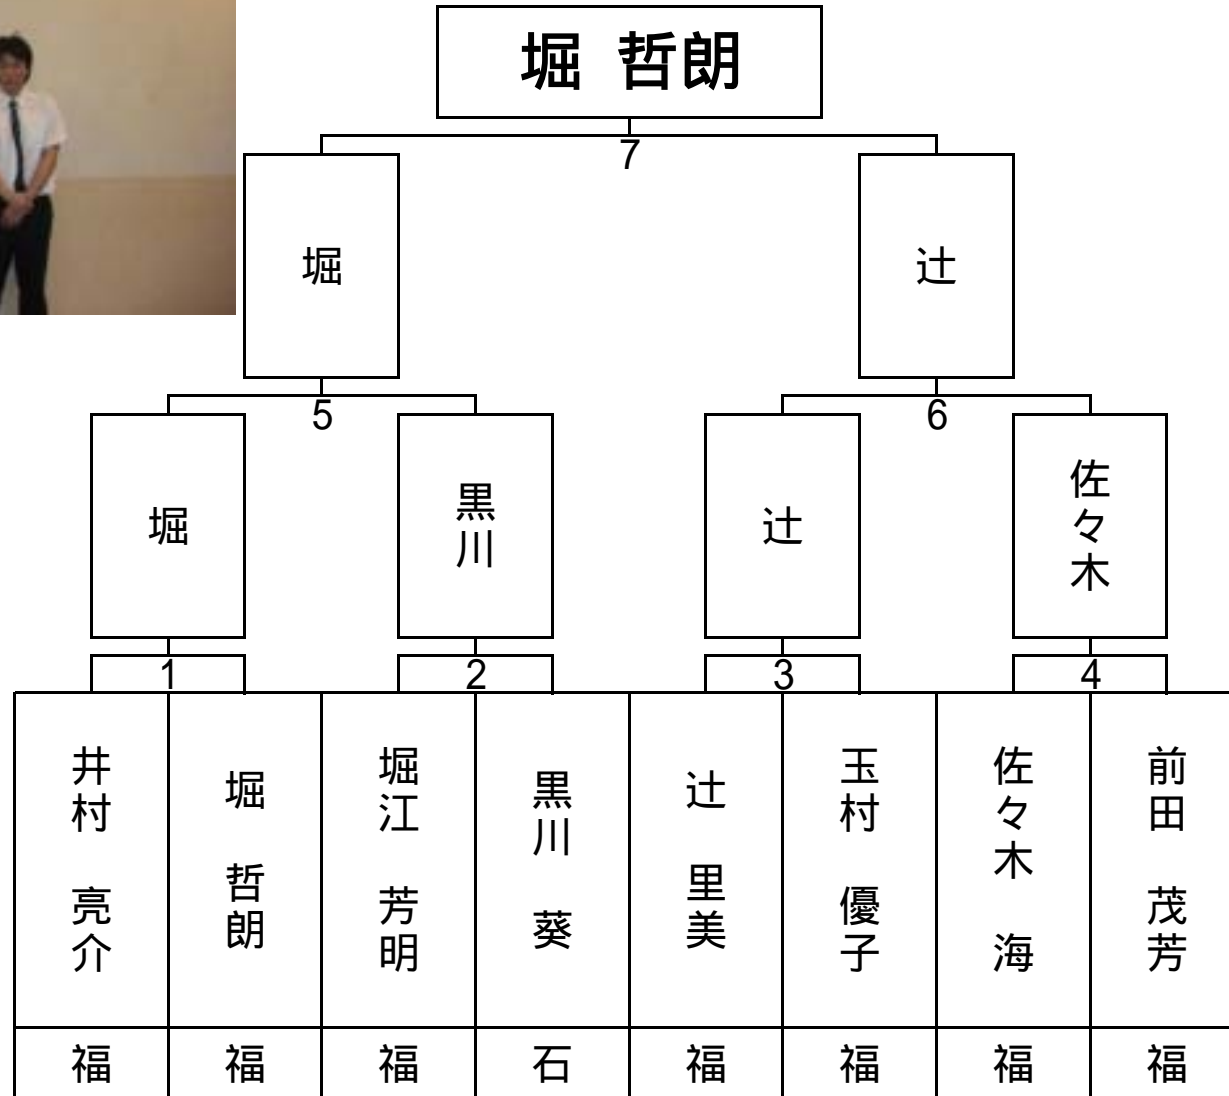 堀 哲朗
7
堀
辻
5
6
堀
黒川
辻
佐々木
1
2
3
4
井村 亮介
堀 哲朗
堀江 芳明
黒川 葵
辻 里美
玉村 優子
佐々木 海
前田 茂芳
福
福
福
石
福
福
福
福